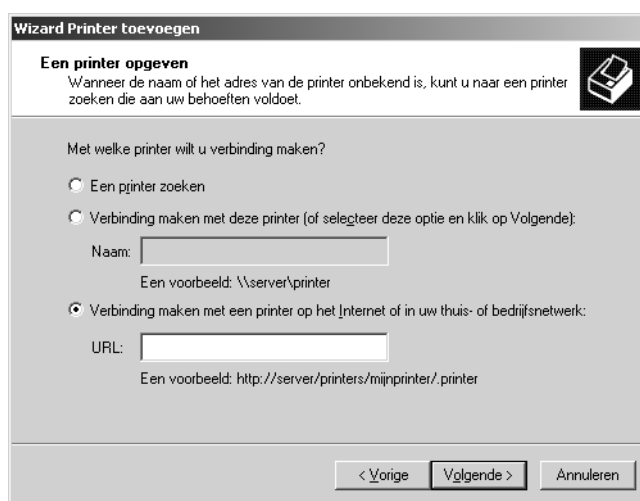 Wizard Printer toevoegen
Een printer opgeven
Wanneer de naam of het adres van de printer onbekend is, kunt u naar een printer
zoeken die aan uw behoeften voldoet.
Met welke printer wilt u verbinding maken?
Een printer zoeken
Verbinding maken met deze printer (of selecteer deze optie en klik op Volgende):
Naam:
Een voorbeeld: \\server\printer
Verbinding maken met een printer op het Internet of in uw thuis- of bedrijfsnetwerk:
URL:
Een voorbeeld: http://server/printers/mijnprinter/.printer
< Vorige Volgende > Annuleren